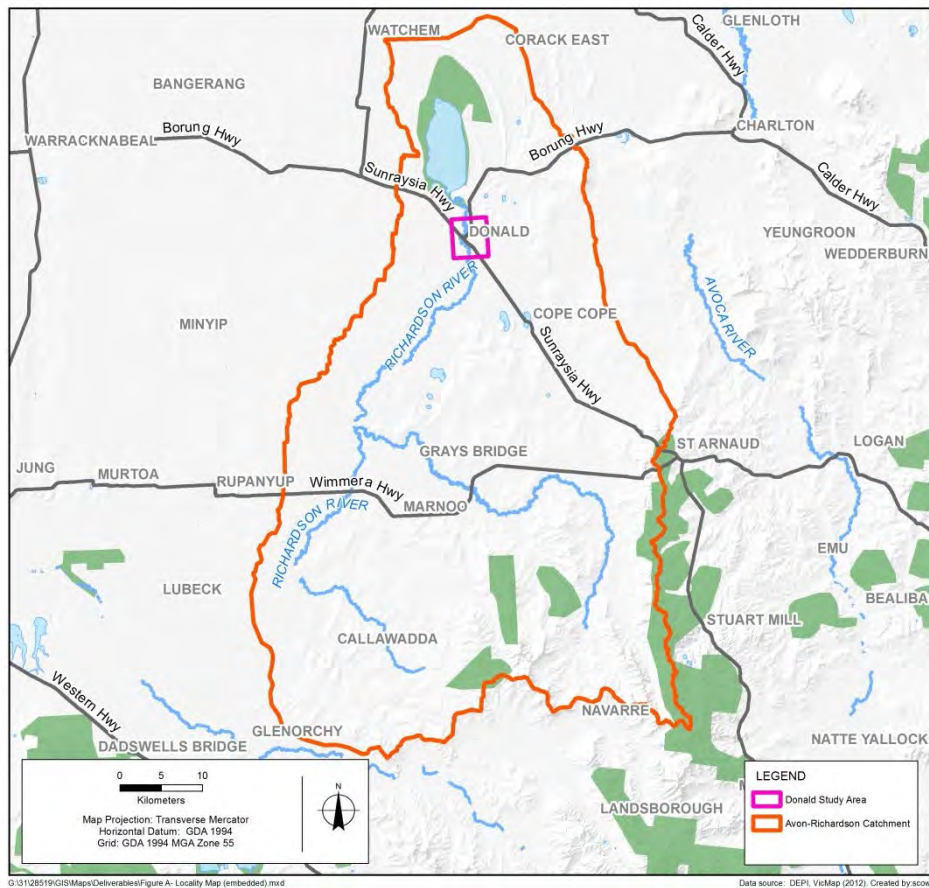 WATCHEM
GLENLOTH
CORACK EAST
Calder Hwy
BANGERANG
CHARLTON
Borung Hwy
Borung Hwy
WARRACKNABEAL
Sunraysia Hwy
Calder Hwy
DONALD
YEUNGROON
WEDDERBURN
RICHARDSON RIVER
AVOCA RIVER
COPE COPE
MINYIP
Sunraysia Hwy
ST ARNAUD
LOGAN
GRAYS BRIDGE
JUNG
MURTOA
RUPANYUP
Wimmera Hwy
MARNOO
RICHARDSON RIVER
EMU
LUBECK
BEALIBA
STUART MILL
CALLAWADDA
Western Hwy
NAVARRE
GLENORCHY
DADSWELLS BRIDGE
NATTE YALLOCK
LANDSBOROUGH
0 5 10
Kilometers
Map Projection: Transverse Mercator
Horizontal Datum: GDA 1994
Grid: GDA 1994 MGA Zone 55
N
LEGEND
Donald Study Area
Avon-Richardson Catchment
G:\31\28519\GIS\Maps\Deliverables\Figure A- Locality Map (embedded).mxd
Data source: DEPI, VicMap (2012). Created by:scow